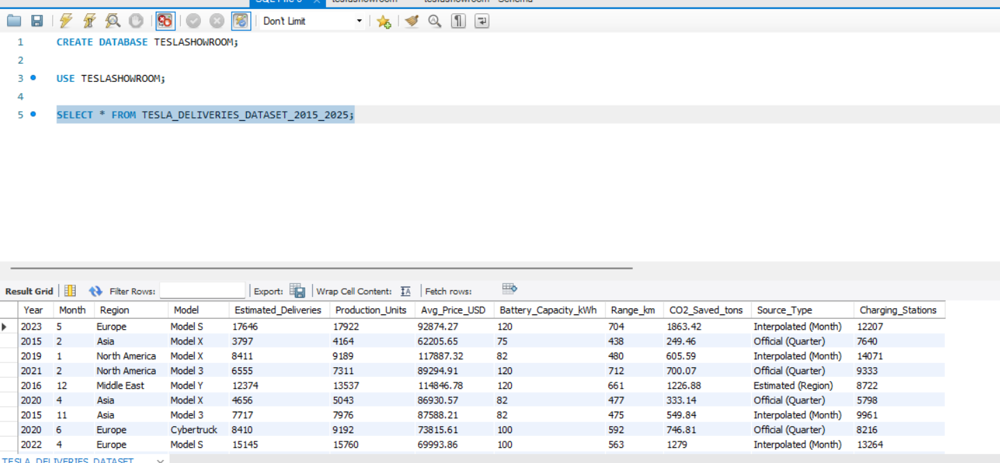 SQL File 6 teslashowroom teslashowroom - Schema
Don't Limit
1 CREATE DATABASE TESLASHOWROOM;
2
3 USE TESLASHOWROOM;
4
5 SELECT * FROM TESLA_DELIVERIES_DATASET_2015_2025;
Result Grid Filter Rows: Export: Wrap Cell Content: Fetch rows:
Year Month Region Model Estimated_Deliveries Production_Units Avg_Price_USD Battery_Capacity_kWh Range_km CO2_Saved_tons Source_Type Charging_Stations
2023 5 Europe Model S 17646 17922 92874.27 120 704 1863.42 Interpolated (Month) 12207
2015 2 Asia Model X 3797 4164 62205.65 75 438 249.46 Official (Quarter) 7640
2019 1 North America Model X 8411 9189 117887.32 82 480 605.59 Interpolated (Month) 14071
2021 2 North America Model 3 6555 7311 89294.91 120 712 700.07 Official (Quarter) 9333
2016 12 Middle East Model Y 12374 13537 114846.78 120 661 1226.88 Estimated (Region) 8722
2020 4 Asia Model X 4656 5043 86930.57 82 477 333.14 Official (Quarter) 5798
2015 11 Asia Model 3 7717 7976 87588.21 82 475 549.84 Interpolated (Month) 9961
2020 6 Europe Cybertruck 8410 9192 73815.61 100 592 746.81 Official (Quarter) 8216
2022 4 Europe Model S 15145 15760 69993.86 100 563 1279 Interpolated (Month) 13264
TESLA_DELIVERIES_DATASET